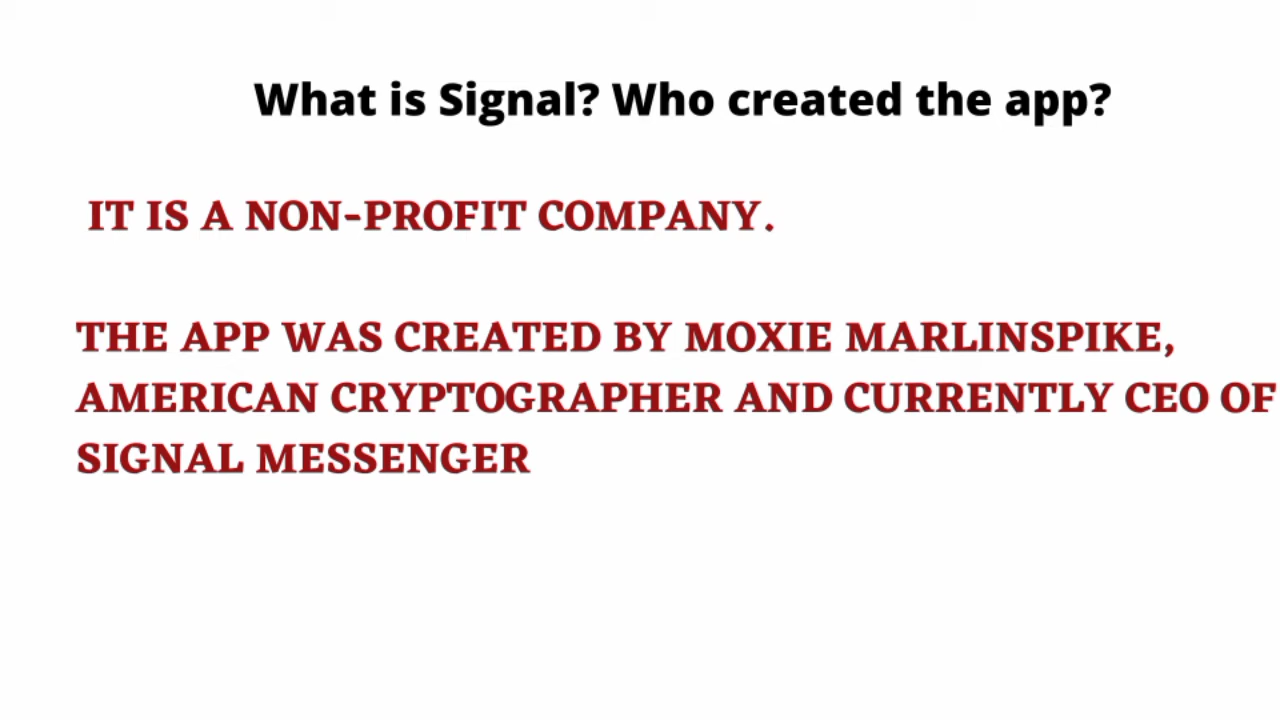 What is Signal? Who created the app?
IT IS A NON-PROFIT COMPANY.
THE APP WAS CREATED BY MOXIE MARLINSPIKE,
AMERICAN CRYPTOGRAPHER AND CURRENTLY CEO OF
SIGNAL MESSENGER